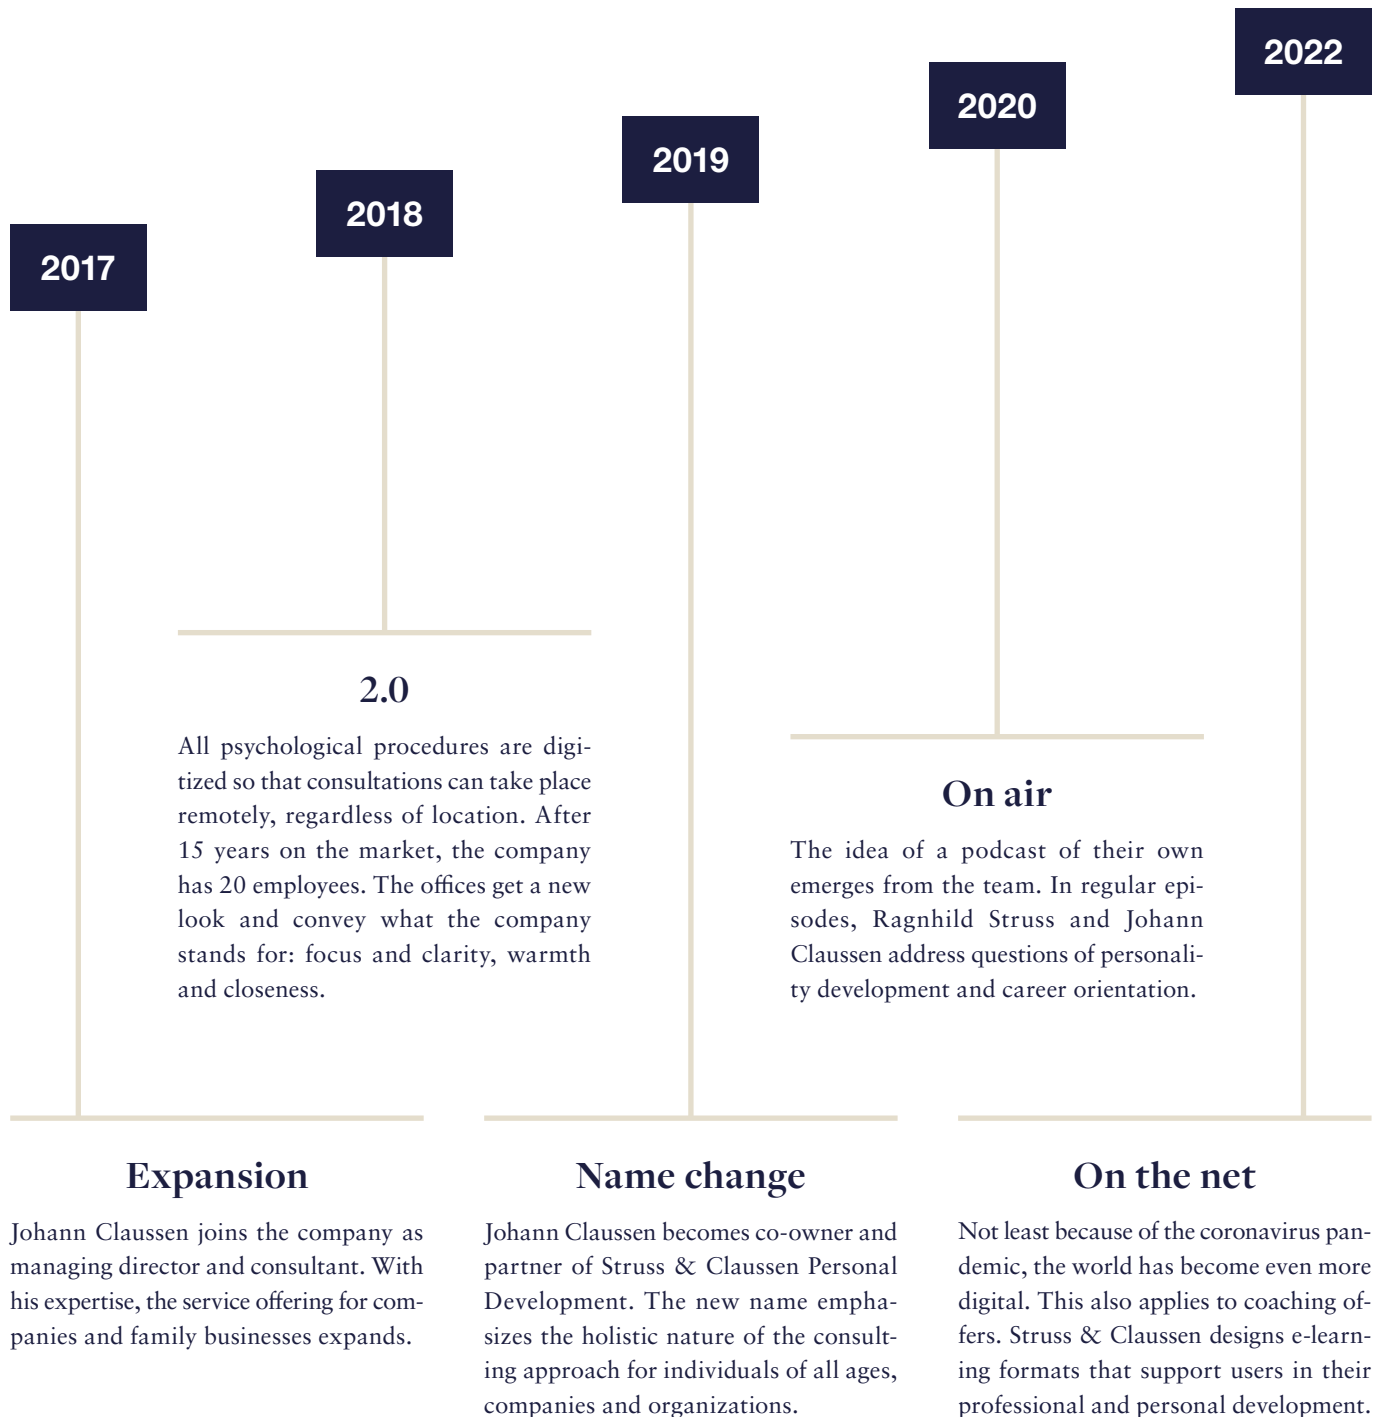 2017
2018
2019
2020
2022
2.0
All psychological procedures are digi-
tized so that consultations can take place
remotely, regardless of location. After
15 years on the market, the company
has 20 employees. The offices get a new
look and convey what the company
stands for: focus and clarity, warmth
and closeness.
On air
The idea of a podcast of their own
emerges from the team. In regular epi-
sodes, Ragnhild Struss and Johann
Claussen address questions of personali-
ty development and career orientation.
Expansion
Johann Claussen joins the company as
managing director and consultant. With
his expertise, the service offering for com-
panies and family businesses expands.
Name change
Johann Claussen becomes co-owner and
partner of Struss & Claussen Personal
Development. The new name empha-
sizes the holistic nature of the consult-
ing approach for individuals of all ages,
companies and organizations.
On the net
Not least because of the coronavirus pan-
demic, the world has become even more
digital. This also applies to coaching of-
fers. Struss & Claussen designs e-learn-
ing formats that support users in their
professional and personal development.